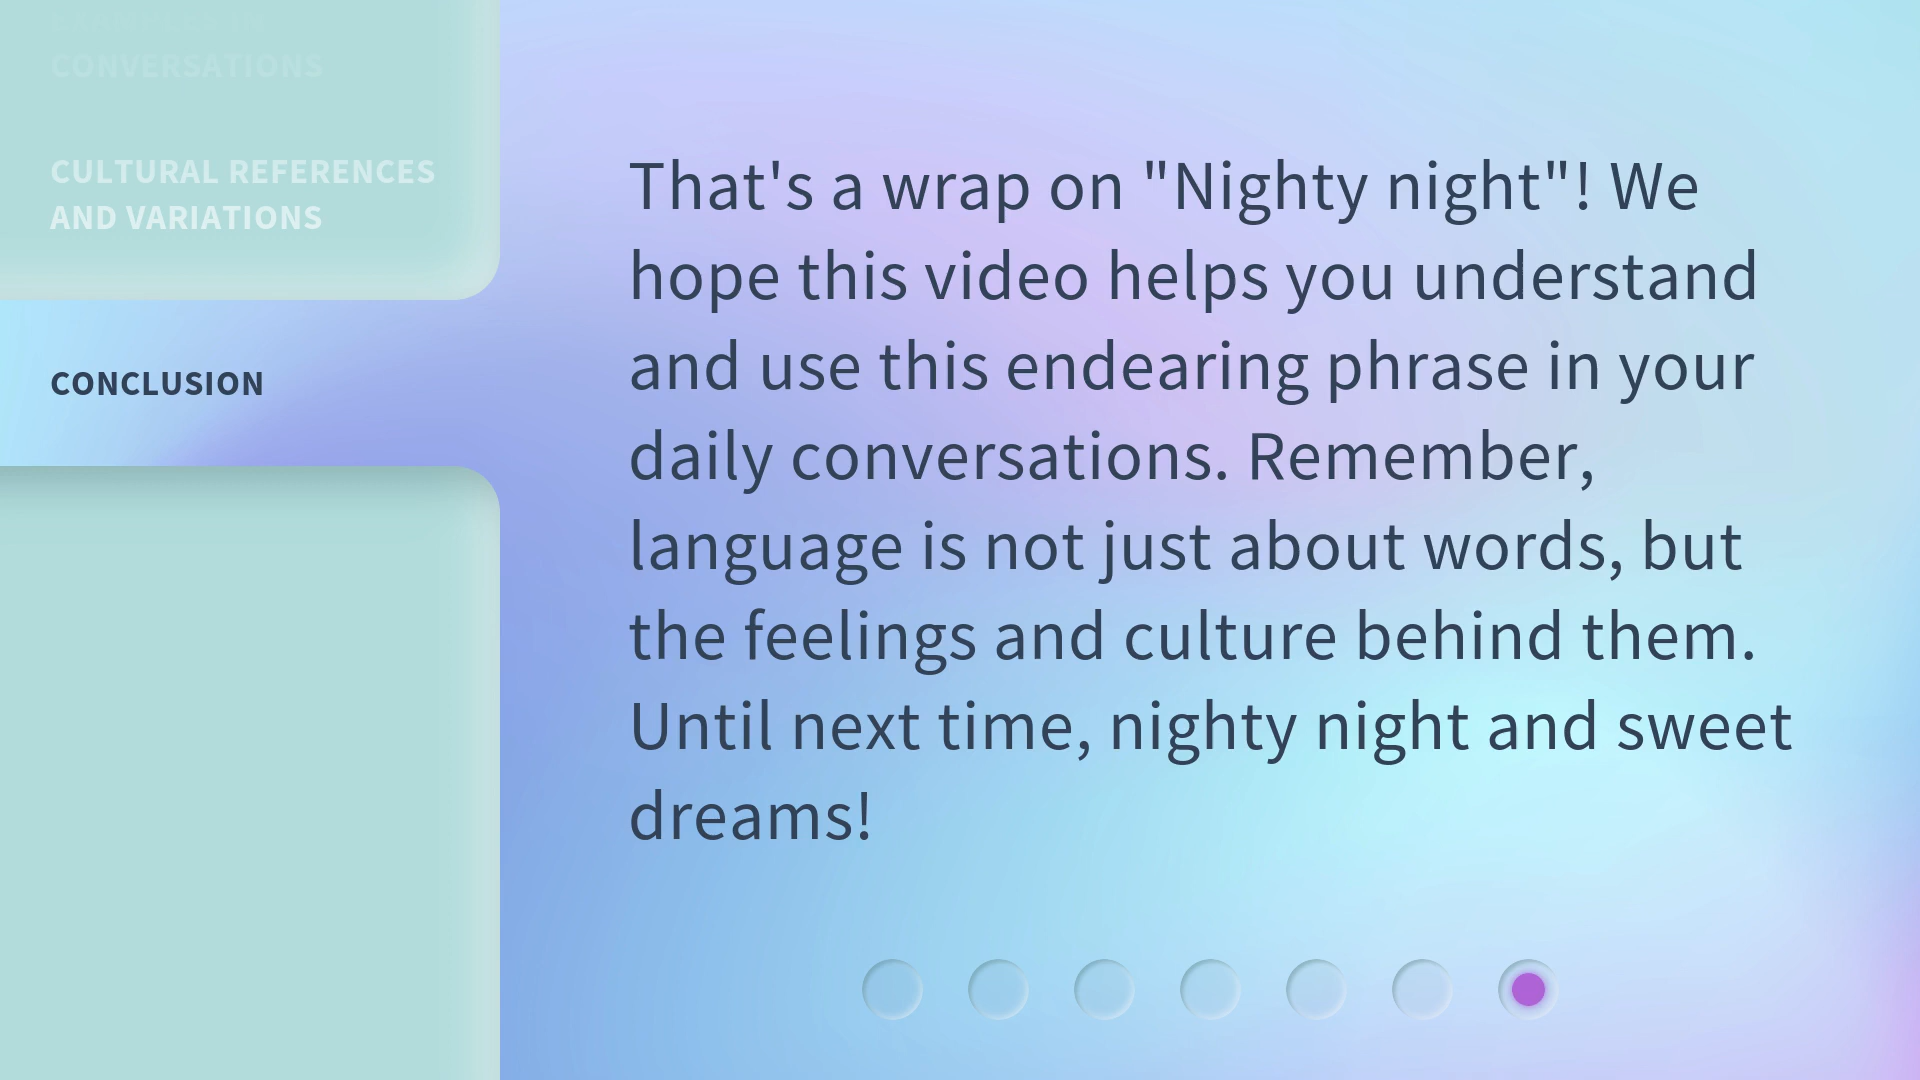 EXAMPLES IN
CONVERSATIONS
CULTURAL REFERENCES
AND VARIATIONS
CONCLUSION
That's a wrap on "Nighty night"! We
hope this video helps you understand
and use this endearing phrase in your
daily conversations. Remember,
language is not just about words, but
the feelings and culture behind them.
Until next time, nighty night and sweet
dreams!